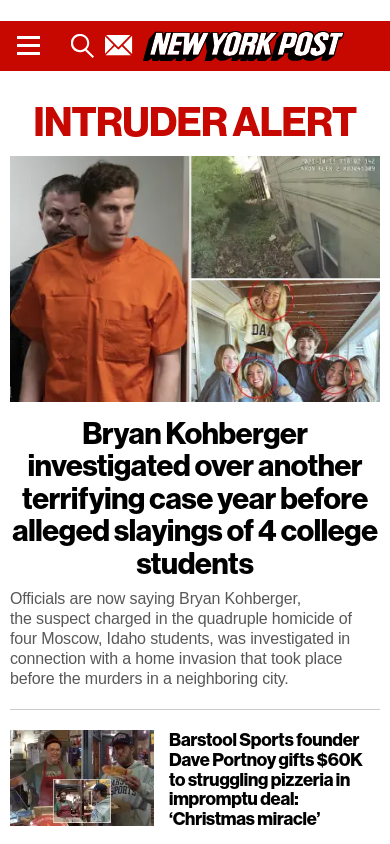 NEW YORK POST
INTRUDER ALERT
DAN
Bryan Kohberger
investigated over another
terrifying case year before
alleged slayings of 4 college
students
Officials are now saying Bryan Kohberger,
the suspect charged in the quadruple homicide of
four Moscow, Idaho students, was investigated in
connection with a home invasion that took place
before the murders in a neighboring city.
Barstool Sports founder
Dave Portnoy gifts $60K
to struggling pizzeria in
impromptu deal:
‘Christmas miracle’